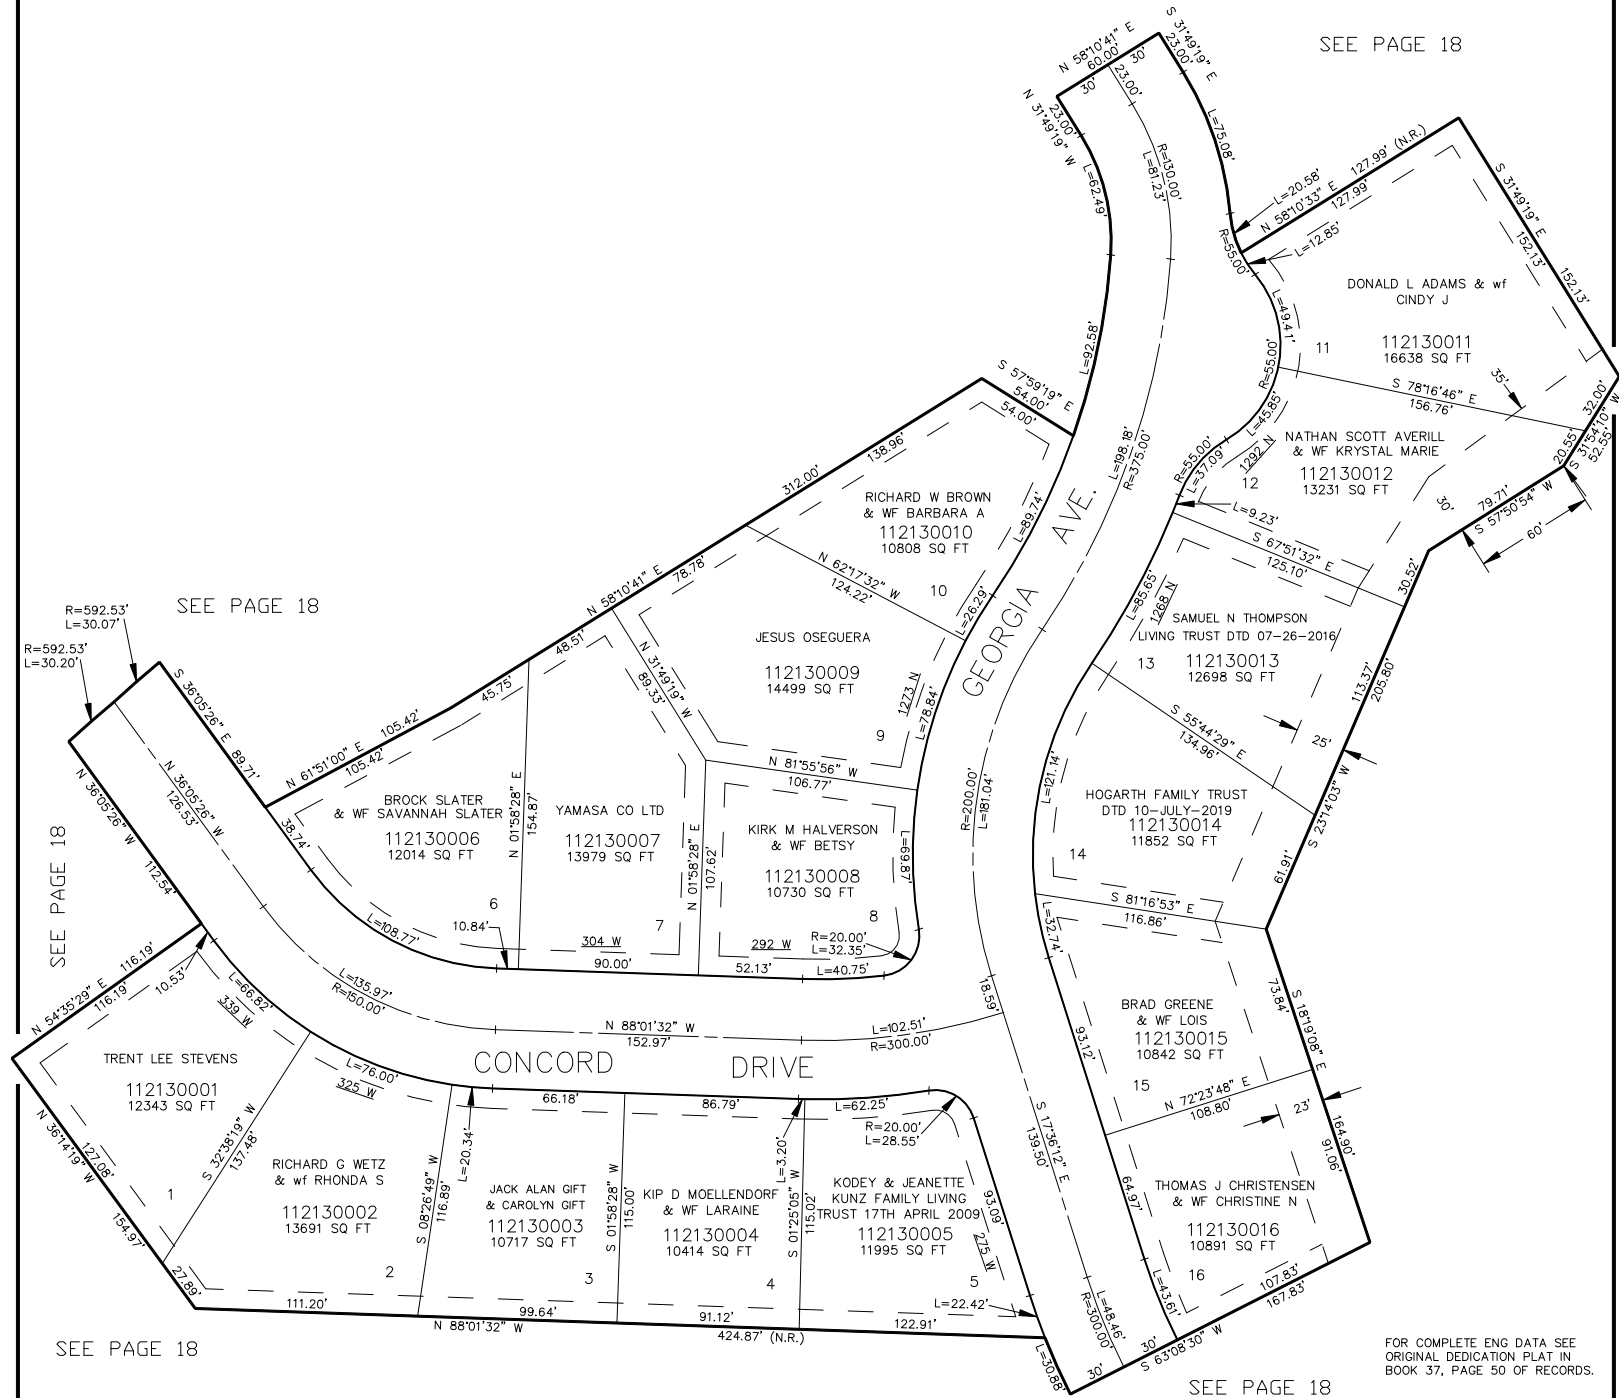 SEE PAGE 18
N 58°10'41" E
60.00'
30'
30'
S 31°49'19" E
23.00'
23.00'
N 31°49'19" W
23.00'
L=75.08'
R=130.00'
L=81.23'
L=62.49'
L=20.58'
N 58°10'33" E 127.99' (N.R.)
127.99'
R=55.00'
L=12.85'
S 31°49'19" E
152.13'
152.13'
DONALD L ADAMS & wf
CINDY J
112130011
16638 SQ FT
11
L=49.41'
R=55.00'
L=45.85'
L=92.58'
S 78°16'46" E
156.76'
35'
32.00'
S 31°54'10" W
52.55'
20.55'
S 57°59'19" E
54.00'
54.00'
R=55.00'
L=37.09'
1292 N
NATHAN SCOTT AVERILL
& WF KRYSTAL MARIE
112130012
13231 SQ FT
12
30'
79.71'
S 57°50'54" W
60'
138.96'
312.00'
L=198.18'
R=375.00'
RICHARD W BROWN
& WF BARBARA A
112130010
10808 SQ FT
10
L=89.74'
L=9.23'
S 67°51'32" E
125.10'
30.52'
N 62°17'32" W
124.22'
78.78'
N 58°10'41" E
GEORGIA AVE.
L=26.29'
L=85.65'
1268 N
SAMUEL N THOMPSON
LIVING TRUST DTD 07-26-2016
112130013
12698 SQ FT
13
113.37'
205.80'
SEE PAGE 18
R=592.53'
L=30.07'
R=592.53'
L=30.20'
48.51'
N 31°49'19" W
89.33'
JESUS OSEGUERA
112130009
14499 SQ FT
9
1273 N
L=78.84'
S 55°44'29" E
134.96'
25'
S 23°14'03" W
S 36°05'26" E 89.71'
45.75'
N 61°51'00" E 105.42'
105.42'
N 81°55'56" W
106.77'
N 36°05'26" W
126.53'
N 36°05'26" W 112.54'
38.74'
BROCK SLATER
& WF SAVANNAH SLATER
112130006
12014 SQ FT
6
N 01°58'28" E
154.87'
YAMASA CO LTD
112130007
13979 SQ FT
7
N 01°58'28" E
107.62'
KIRK M HALVERSON
& WF BETSY
112130008
10730 SQ FT
8
L=69.87'
R=200.00'
L=181.04'
L=121.14'
HOGARTH FAMILY TRUST
DTD 10-JULY-2019
112130014
11852 SQ FT
14
61.91'
SEE PAGE 18
S 81°16'53" E
116.86'
L=108.77'
10.84'
304 W
90.00'
292 W
52.13'
R=20.00'
L=32.35'
L=40.75'
L=32.74'
N 54°35'29" E 116.19'
116.19'
10.53'
L=66.82'
339 W
L=135.97'
R=150.00'
N 88°01'32" W
152.97'
L=102.51'
R=300.00'
18.59'
BRAD GREENE
& WF LOIS
112130015
10842 SQ FT
15
93.12'
73.84'
S 18°19'08" E
CONCORD DRIVE
TRENT LEE STEVENS
112130001
12343 SQ FT
1
L=76.00'
325 W
66.18'
86.79'
L=62.25'
R=20.00'
L=28.55'
N 72°23'48" E
108.80'
23'
164.90'
91.06'
N 36°14'19" W 154.97'
127.08'
27.89'
S 32°38'19" W
137.48'
RICHARD G WETZ
& wf RHONDA S
112130002
13691 SQ FT
2
S 08°26'49" W
116.89'
L=20.34'
JACK ALAN GIFT
& CAROLYN GIFT
112130003
10717 SQ FT
3
S 01°58'28" W
115.00'
KIP D MOELLENDORF
& WF LARAINE
112130004
10414 SQ FT
4
L=3.20'
S 01°25'05" W
115.02'
KODEY & JEANETTE
KUNZ FAMILY LIVING
TRUST 17TH APRIL 2009
112130005
11995 SQ FT
5
93.09'
275 W
S 17°36'12" E
139.50'
64.97'
THOMAS J CHRISTENSEN
& WF CHRISTINE N
112130016
10891 SQ FT
16
111.20'
99.64'
91.12'
122.91'
N 88°01'32" W
424.87' (N.R.)
L=22.42'
L=30.88'
L=48.46'
R=300.00'
L=43.61'
30'
30'
S 63°08'30" W
107.83'
167.83'
SEE PAGE 18
SEE PAGE 18
FOR COMPLETE ENG DATA SEE
ORIGINAL DEDICATION PLAT IN
BOOK 37, PAGE 50 OF RECORDS.